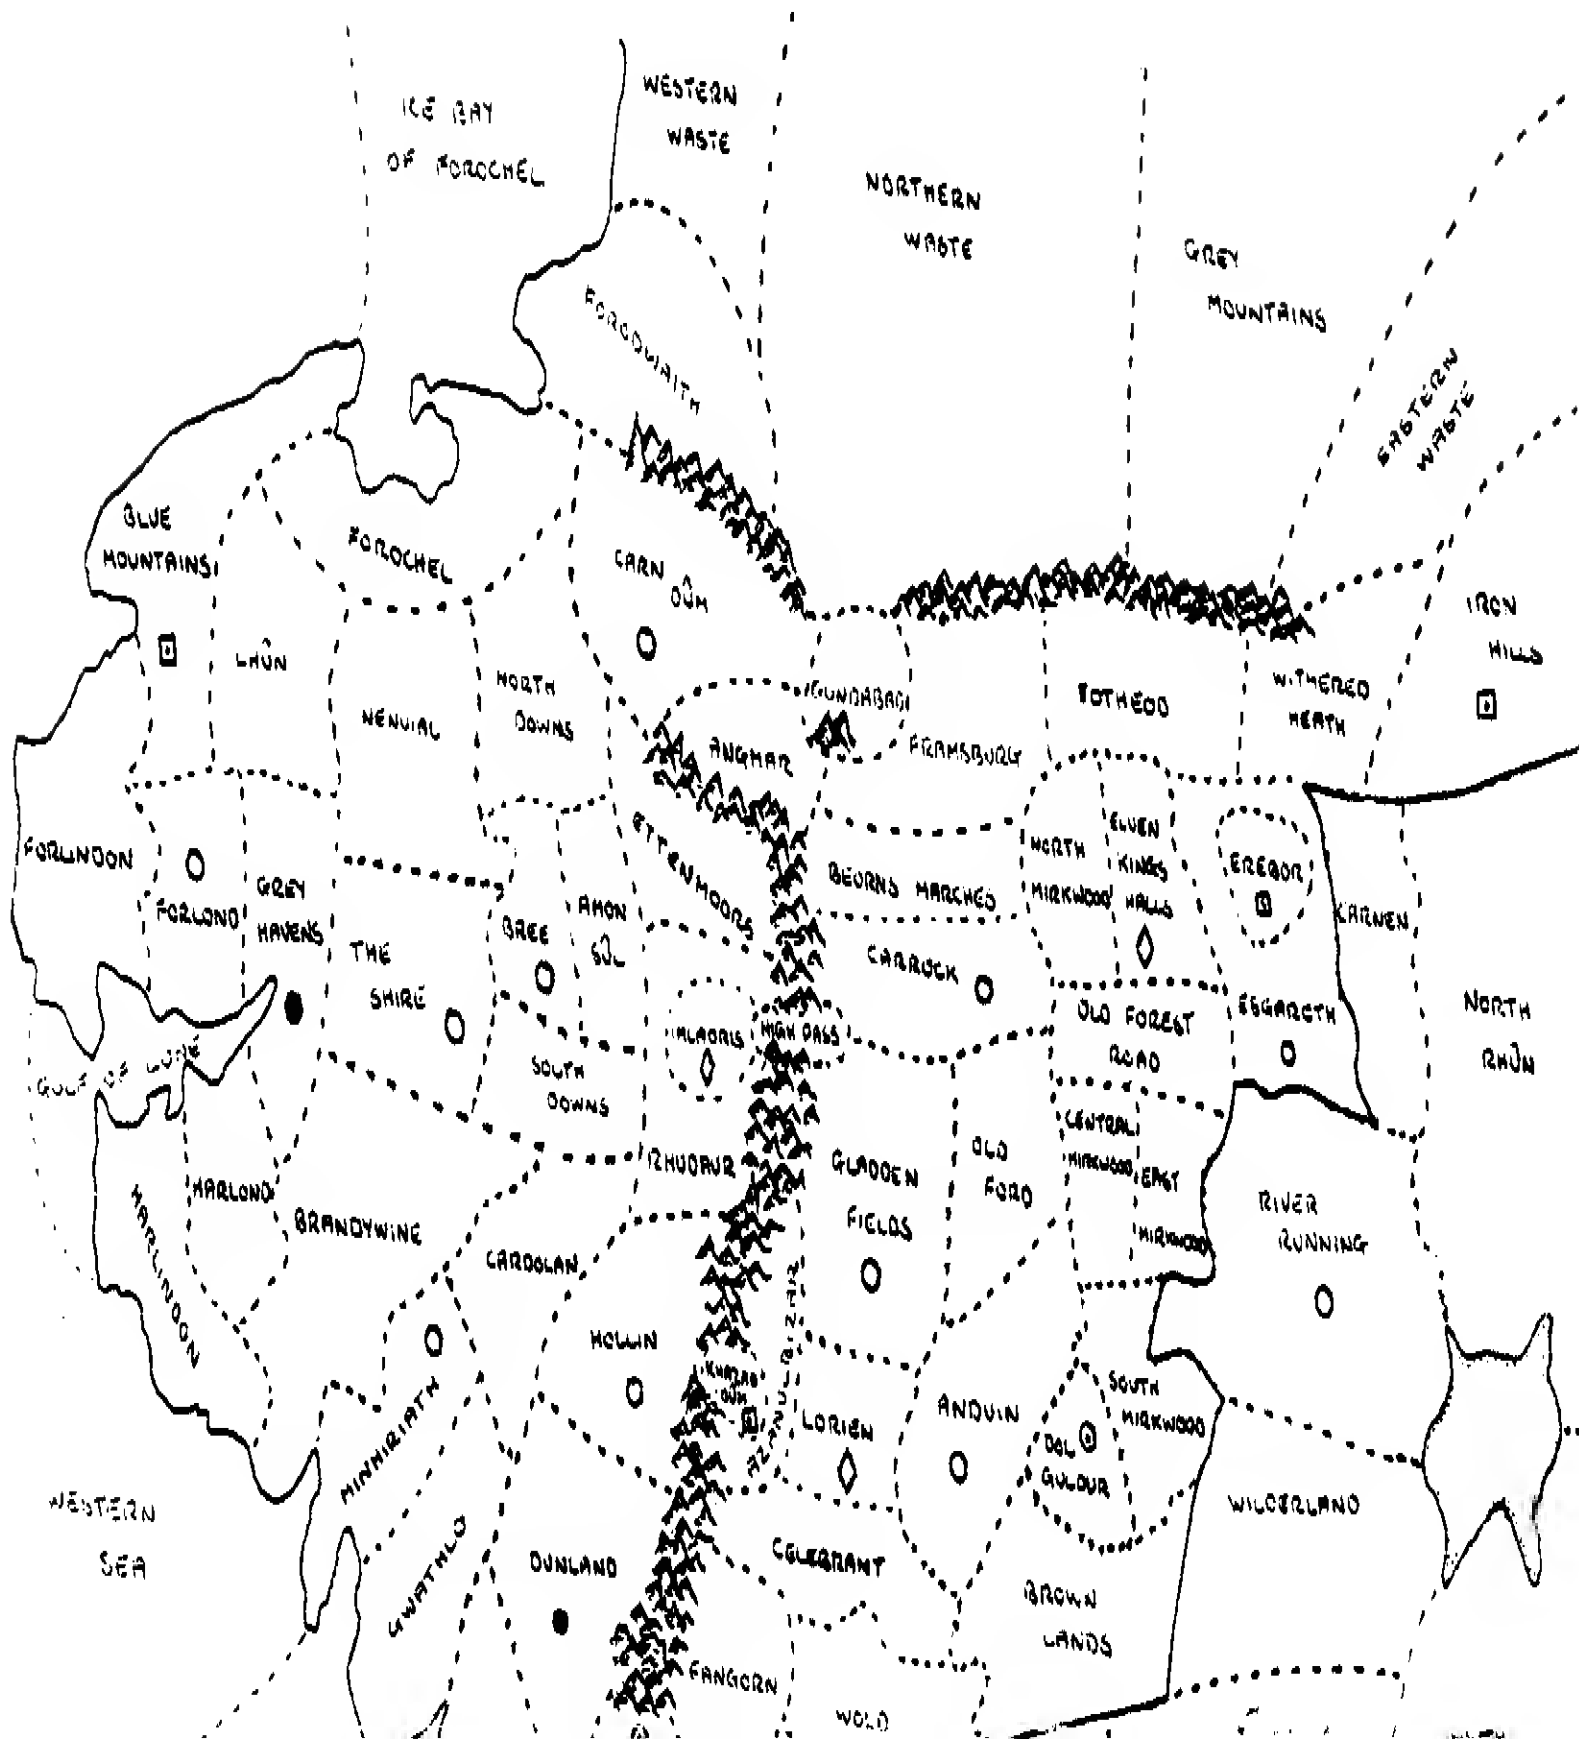 ICE BAY
OF FOROCHEL
WESTERN
WASTE
NORTHERN
WASTE
GREY
MOUNTAINS
FORODWAITH
EASTERN
WASTE
BLUE
MOUNTAINS
FOROCHEL
CARN
DÛM
IRON
HILLS
LHÛN
NENUIAL
NORTH
DOWNS
GUNDABAD
ANGMAR
FRAMSBURG
EOTHEOD
WITHERED
HEATH
FORLINDON
FORLOND
GREY
HAVENS
THE
SHIRE
BREE
AMON
SÛL
ETTENMOORS
BEORNS MARCHES
CARROCK
NORTH
MIRKWOOD
ELVEN
KINGS
HALLS
EREBOR
CARNEN
IMLADRIS
HIGH PASS
OLD FOREST
ROAD
ESGAROTH
NORTH
RHÛN
GULF OF LUNE
SOUTH
DOWNS
HARLINDON
HARLOND
BRANDYWINE
RHUDAUR
GLADDEN
FIELDS
OLD
FORD
CENTRAL
MIRKWOOD
EAST
MIRKWOOD
RIVER
RUNNING
CARDOLAN
HOLLIN
KHAZAD
DÛM
AZANULBIZAR
LORIEN
ANDUIN
SOUTH
MIRKWOOD
DOL
GULDUR
MINHIRIATH
GWATHLO
WESTERN
SEA
DUNLAND
CELEBRANT
WILDERLAND
BROWN
LANDS
FANGORN
WOLD